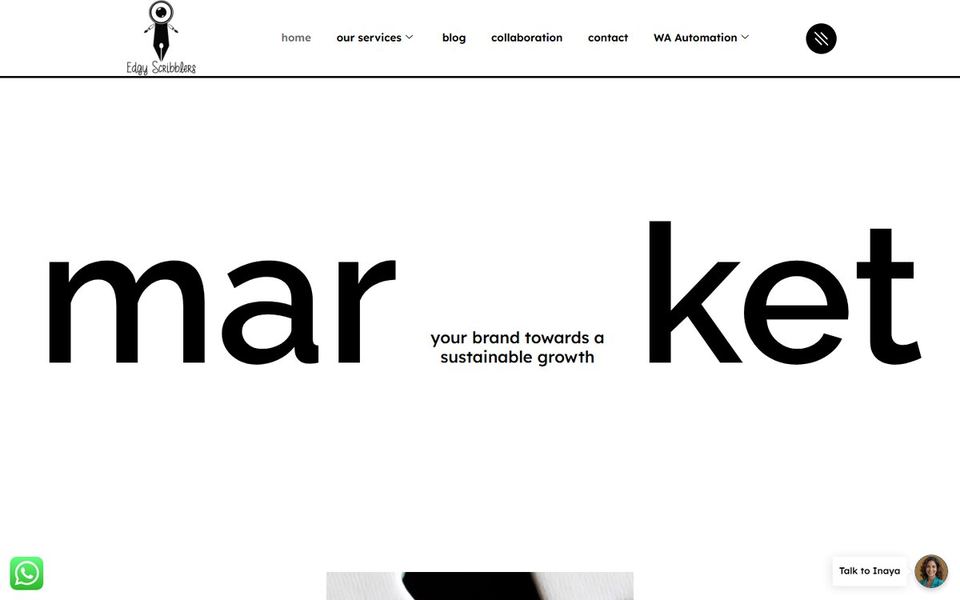 Edgy Scribblers
home
our services
blog
collaboration
contact
WA Automation
mar
ket
your brand towards a
sustainable growth
Talk to Inaya